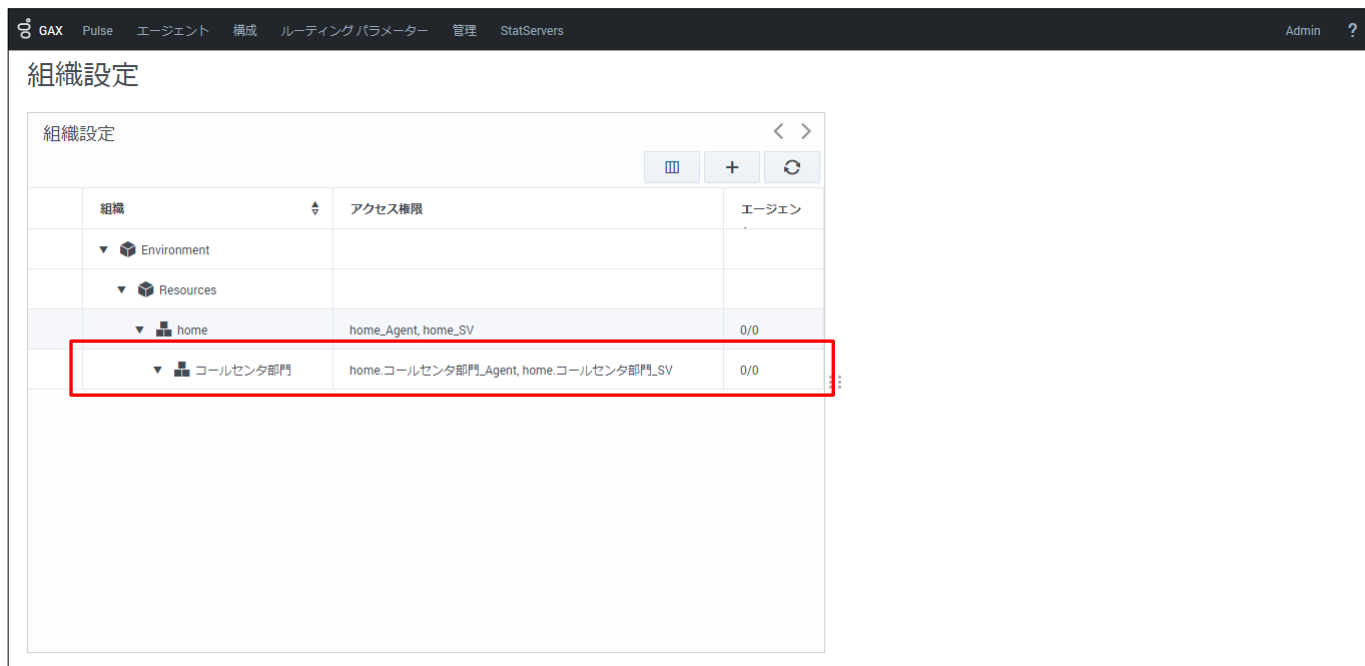 GAX Pulse エージェント 構成 ルーティング パラメーター 管理 StatServers Admin ?
組織設定
組織設定
組織 アクセス権限 エージェン
Environment
Resources
home home_Agent, home_SV 0/0
コールセンタ部門 home.コールセンタ部門_Agent, home.コールセンタ部門_SV 0/0